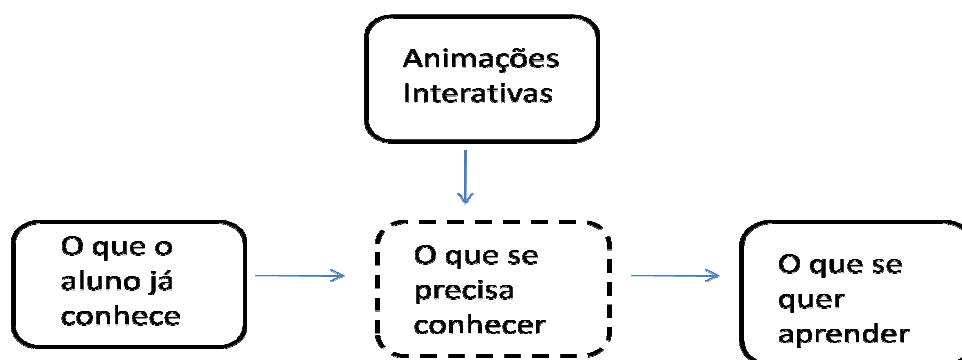 Animações
Interativas
O que o
aluno já
conhece
O que se
precisa
conhecer
O que se
quer
aprender